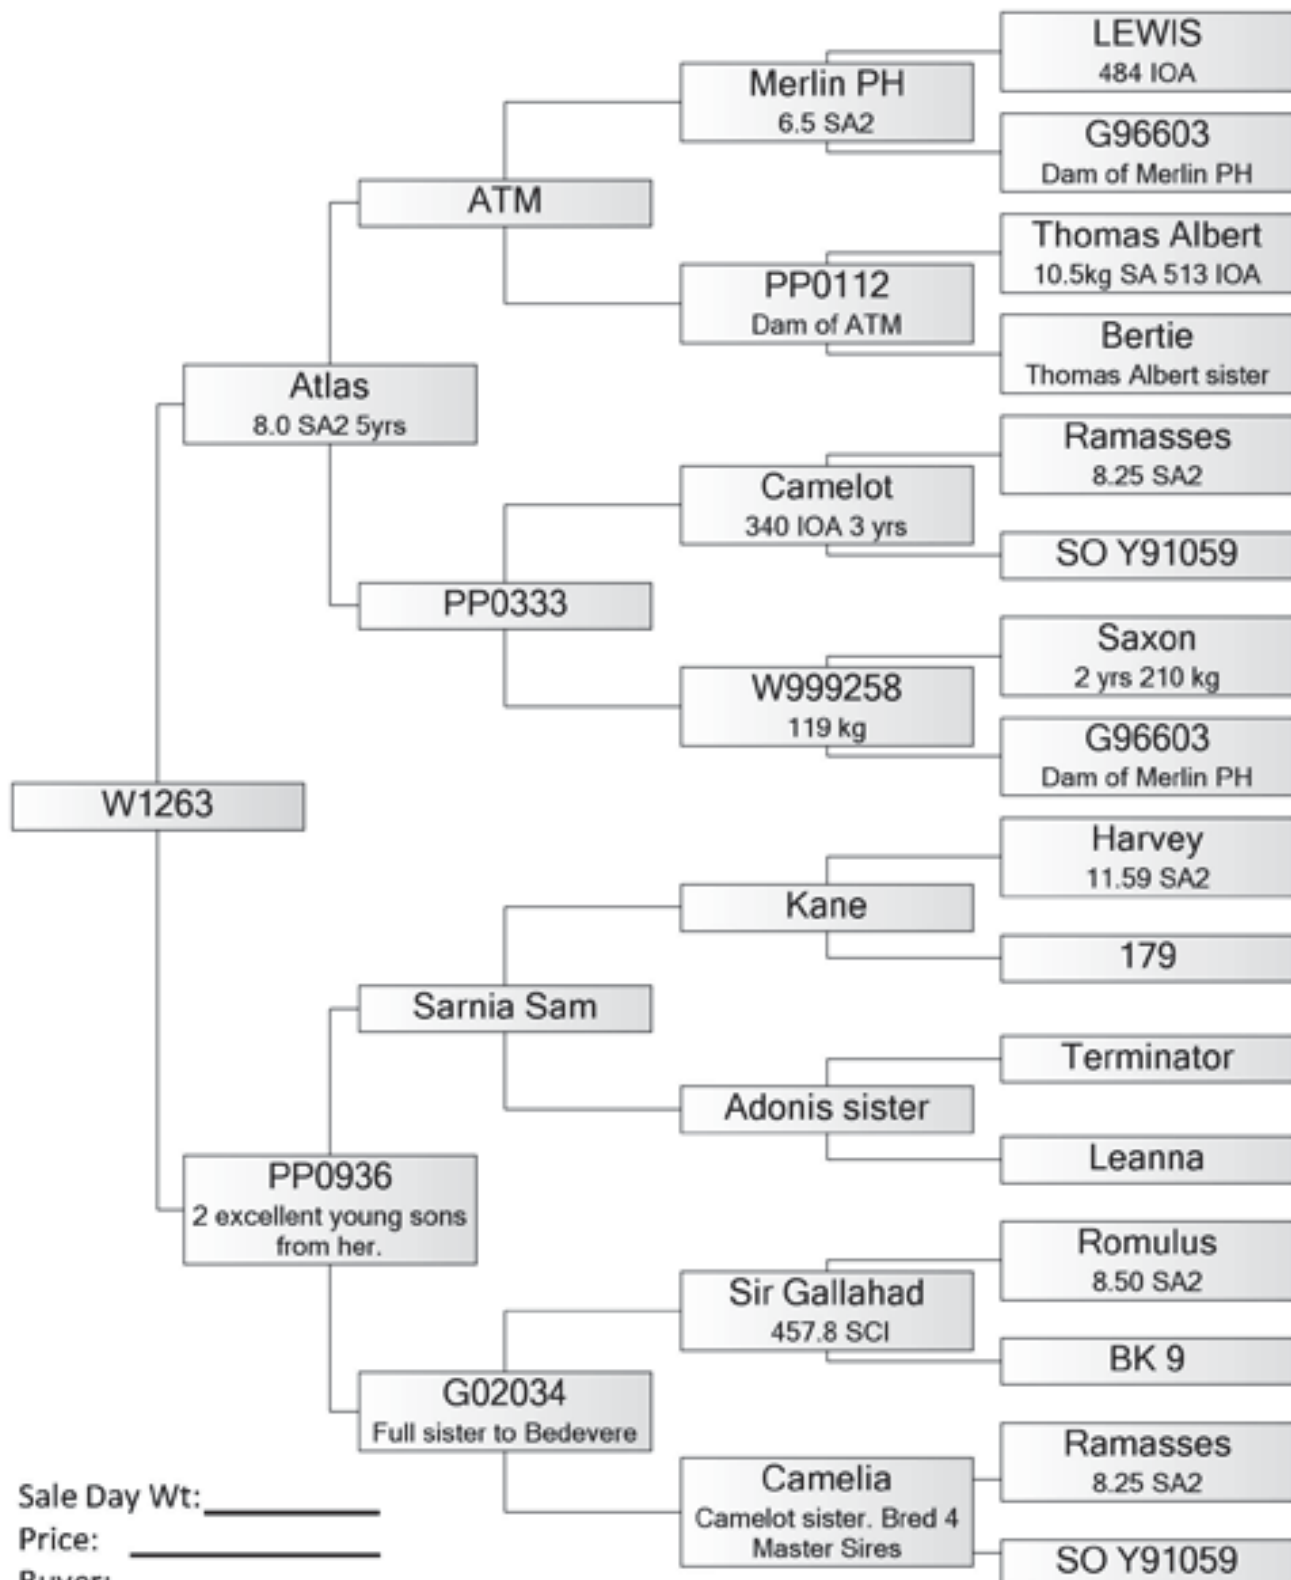 LEWIS
484 IOA
Merlin PH
6.5 SA2
G96603
Dam of Merlin PH
ATM
Thomas Albert
10.5kg SA 513 IOA
PP0112
Dam of ATM
Bertie
Thomas Albert sister
Atlas
8.0 SA2 5yrs
Ramasses
8.25 SA2
Camelot
340 IOA 3 yrs
SO Y91059
PP0333
Saxon
2 yrs 210 kg
W999258
119 kg
G96603
Dam of Merlin PH
W1263
Harvey
11.59 SA2
Kane
179
Sarnia Sam
Terminator
Adonis sister
Leanna
PP0936
2 excellent young sons
from her.
Romulus
8.50 SA2
Sir Gallahad
457.8 SCI
BK 9
G02034
Full sister to Bedevere
Ramasses
8.25 SA2
Camelia
Camelot sister. Bred 4
Master Sires
SO Y91059
Sale Day Wt:
Price:
Buyer: